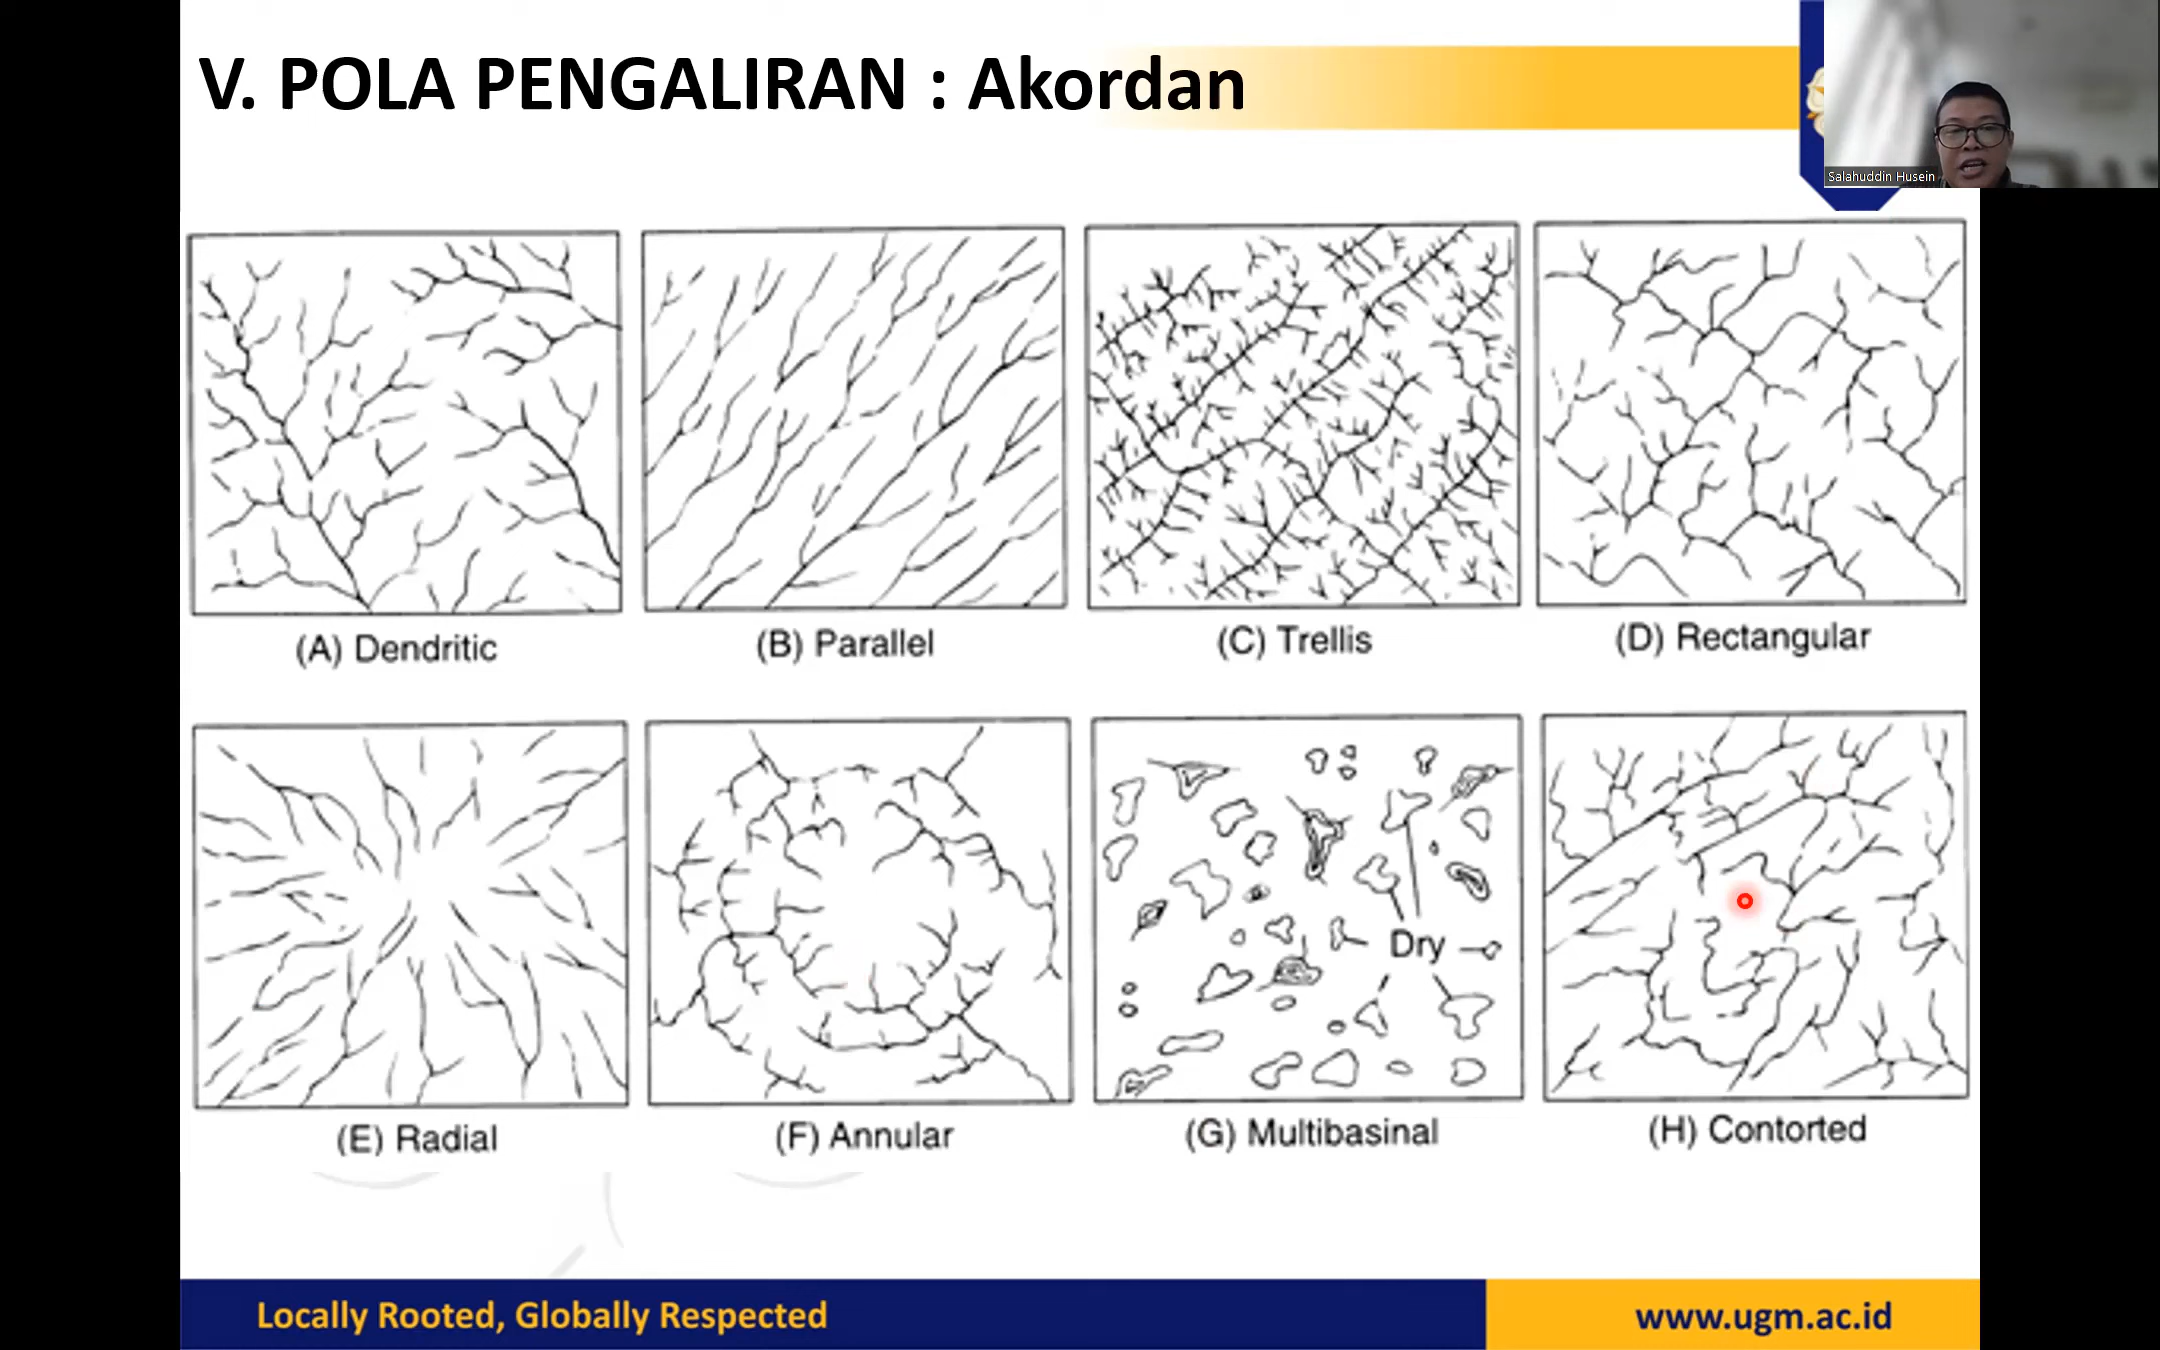 V. POLA PENGALIRAN : Akordan
Salahuddin Husein
(A) Dendritic
(B) Parallel
(C) Trellis
(D) Rectangular
Dry
(E) Radial
(F) Annular
(G) Multibasinal
(H) Contorted
Locally Rooted, Globally Respected
www.ugm.ac.id